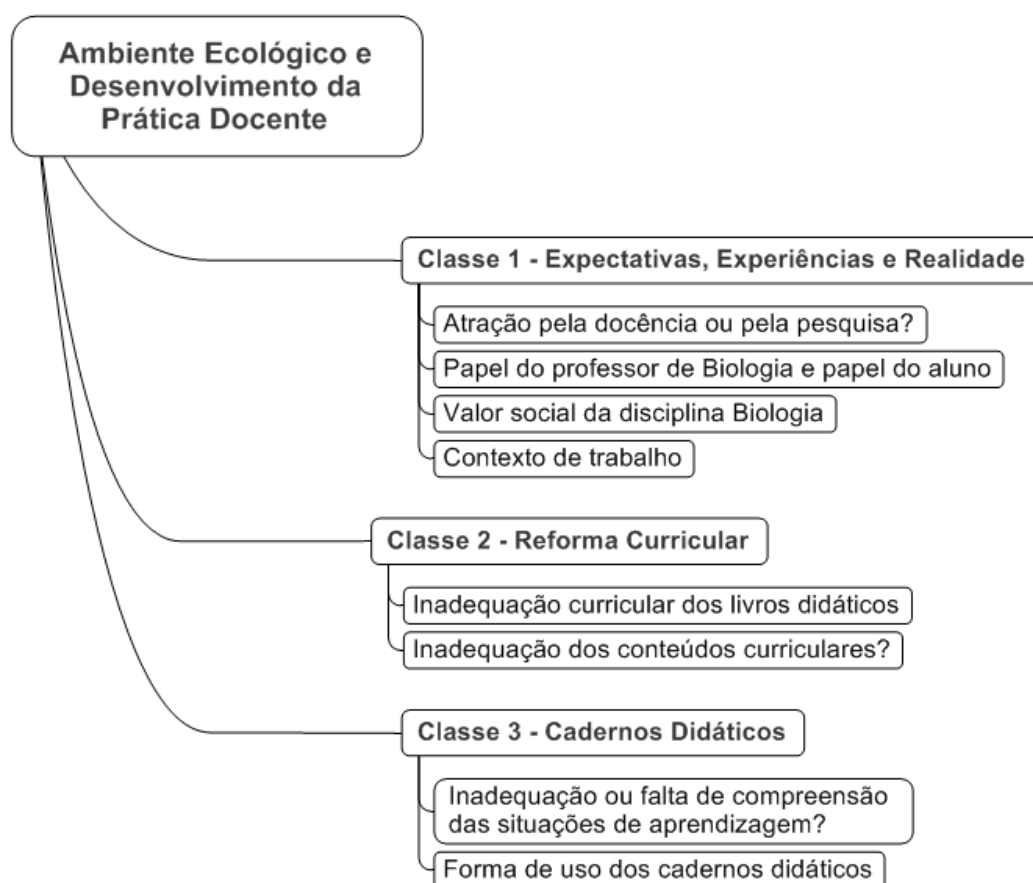 Ambiente Ecológico e
Desenvolvimento da
Prática Docente
Classe 1 - Expectativas, Experiências e Realidade
Atração pela docência ou pela pesquisa?
Papel do professor de Biologia e papel do aluno
Valor social da disciplina Biologia
Contexto de trabalho
Classe 2 - Reforma Curricular
Inadequação curricular dos livros didáticos
Inadequação dos conteúdos curriculares?
Classe 3 - Cadernos Didáticos
Inadequação ou falta de compreensão
das situações de aprendizagem?
Forma de uso dos cadernos didáticos